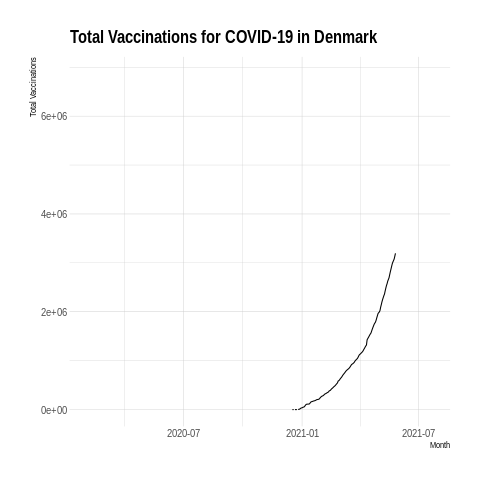 Total Vaccinations for COVID-19 in Denmark
Total Vaccinations
6e+06
4e+06
2e+06
0e+00
2020-07 2021-01 2021-07
Month